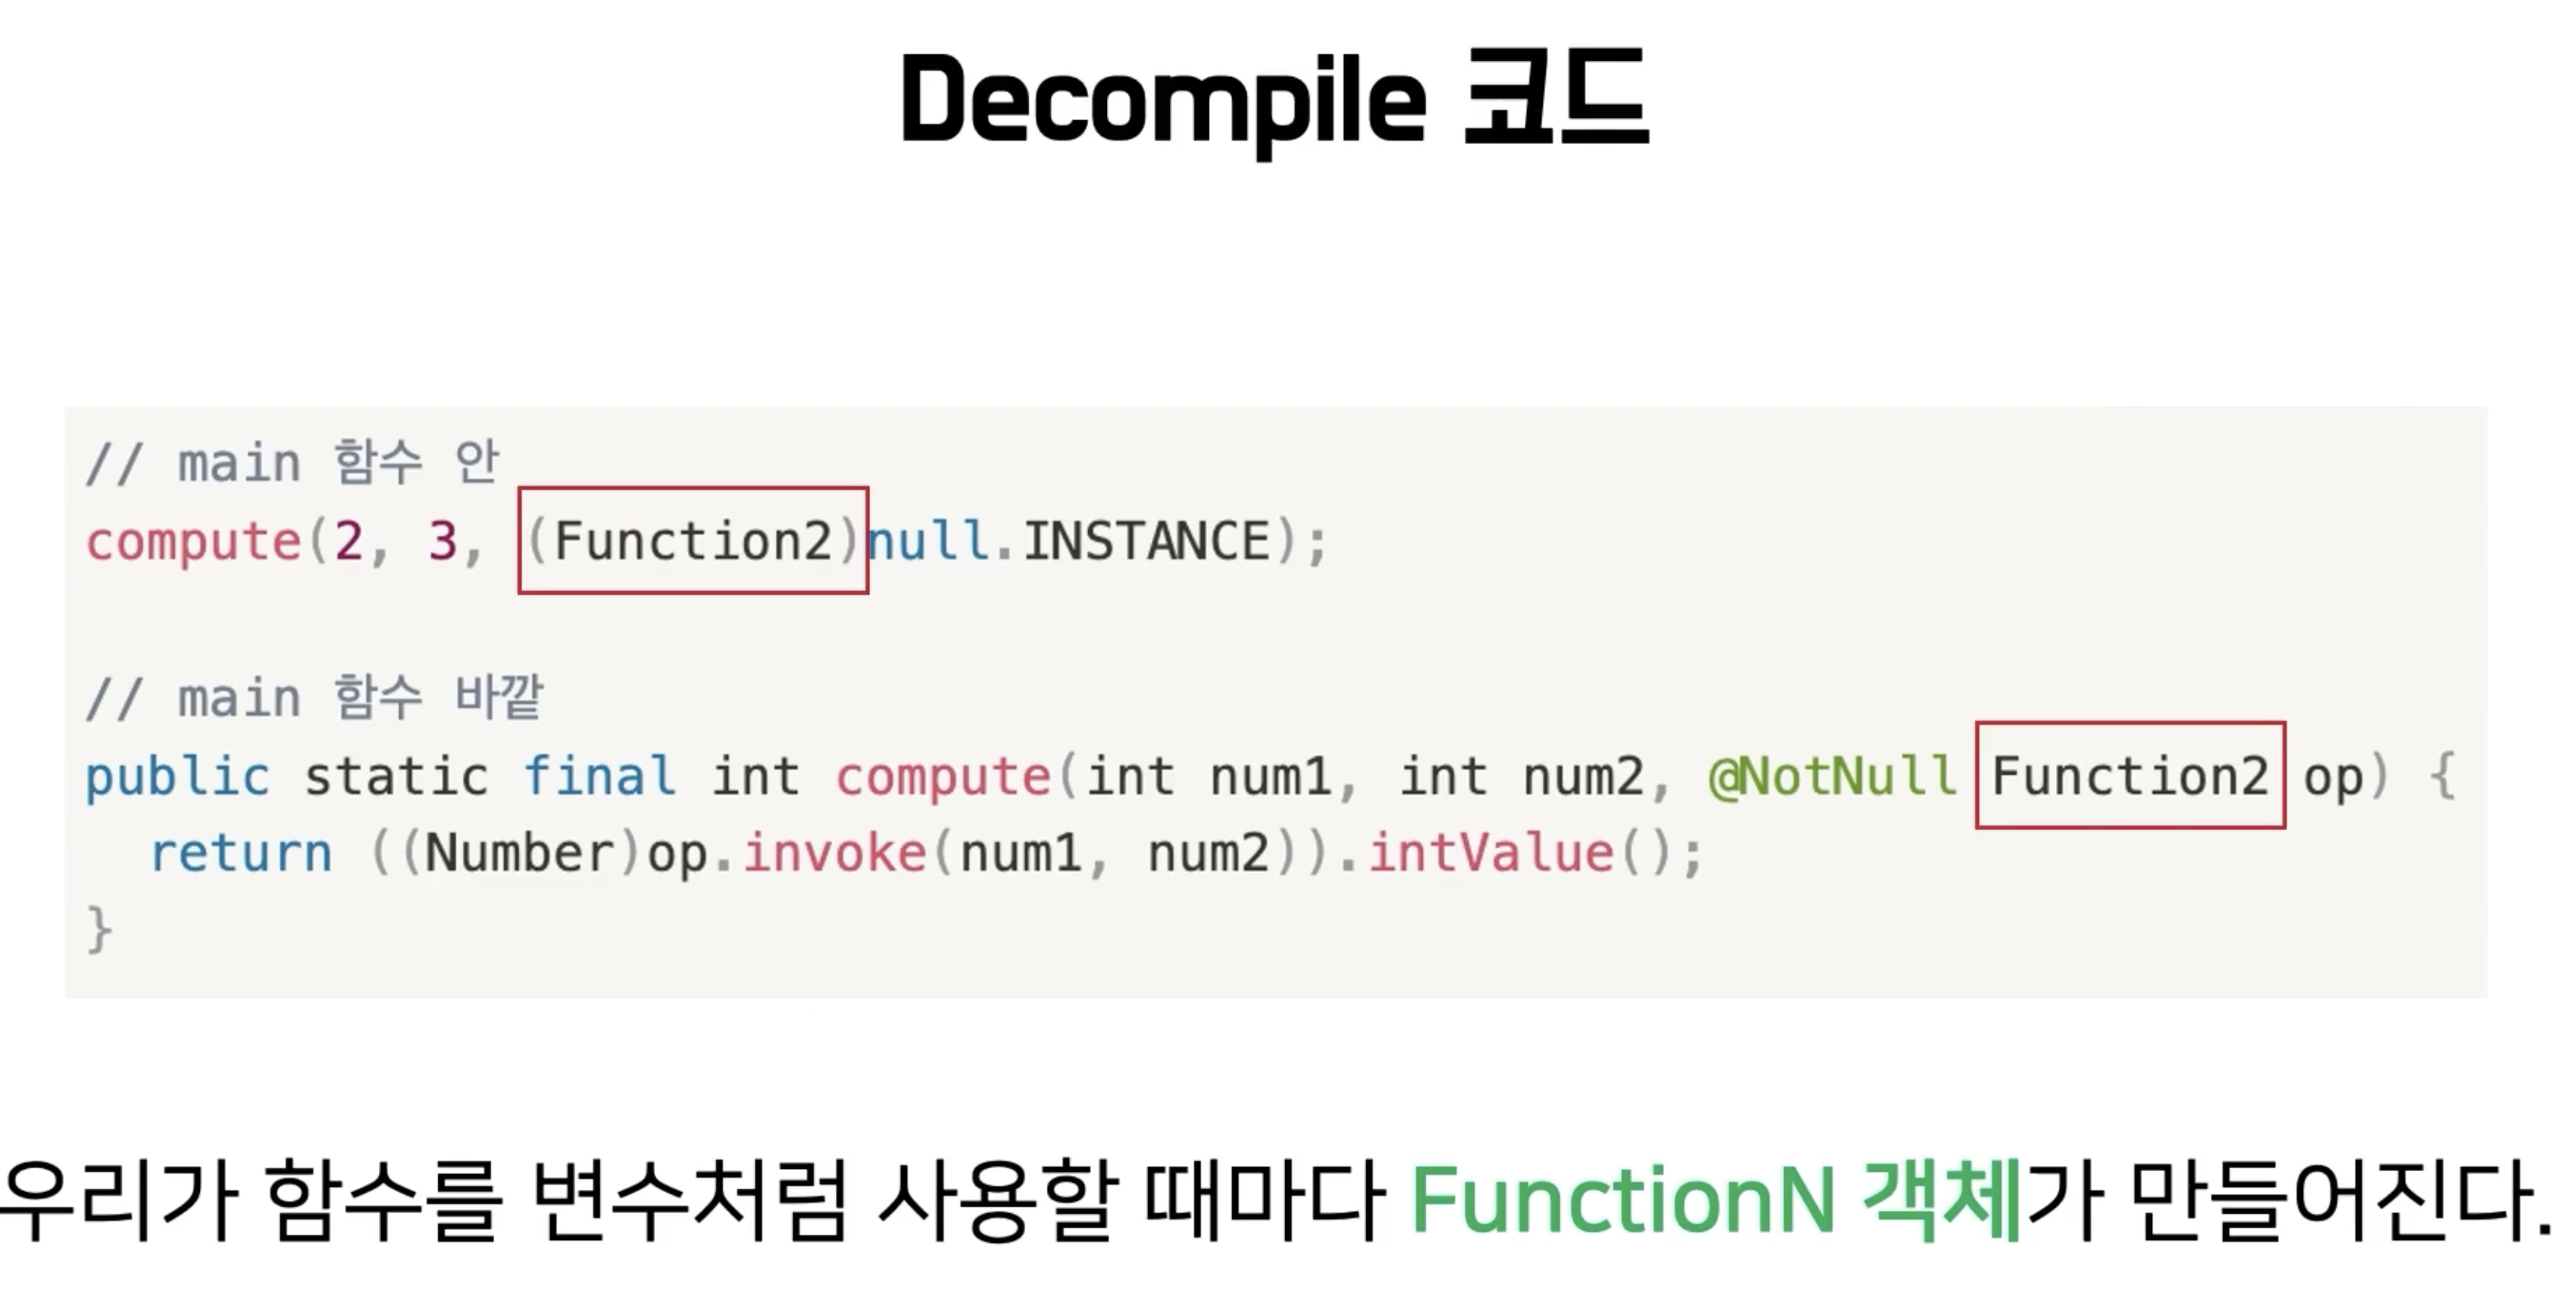 Decompile 코드
// main 함수 안
compute(2, 3, (Function2)null.INSTANCE);
// main 함수 바깥
public static final int compute(int num1, int num2, @NotNull Function2 op) {
return ((Number)op.invoke(num1, num2)).intValue();
}
우리가 함수를 변수처럼 사용할 때마다 FunctionN 객체가 만들어진다.